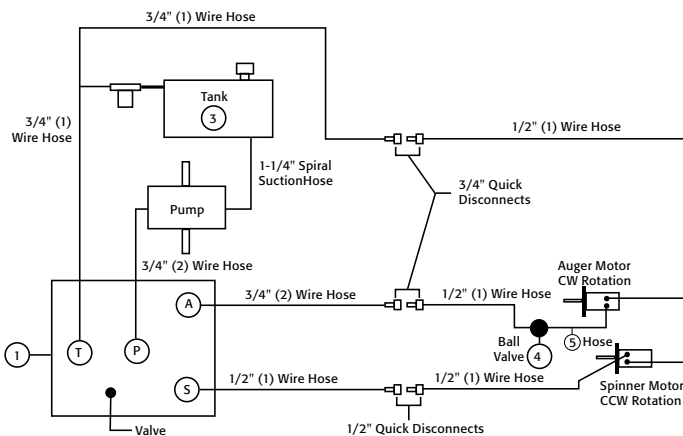 3/4" (1) Wire Hose
Tank
3
3/4" (1)
Wire Hose
1/2" (1) Wire Hose
1-1/4" Spiral
SuctionHose
3/4" Quick
Disconnects
Pump
3/4" (2) Wire Hose
Auger Motor
CW Rotation
A
3/4" (2) Wire Hose
1/2" (1) Wire Hose
1
T
P
Ball
Valve
4
5
Hose
S
1/2" (1) Wire Hose
1/2" (1) Wire Hose
Spinner Motor
CCW Rotation
Valve
1/2" Quick Disconnects